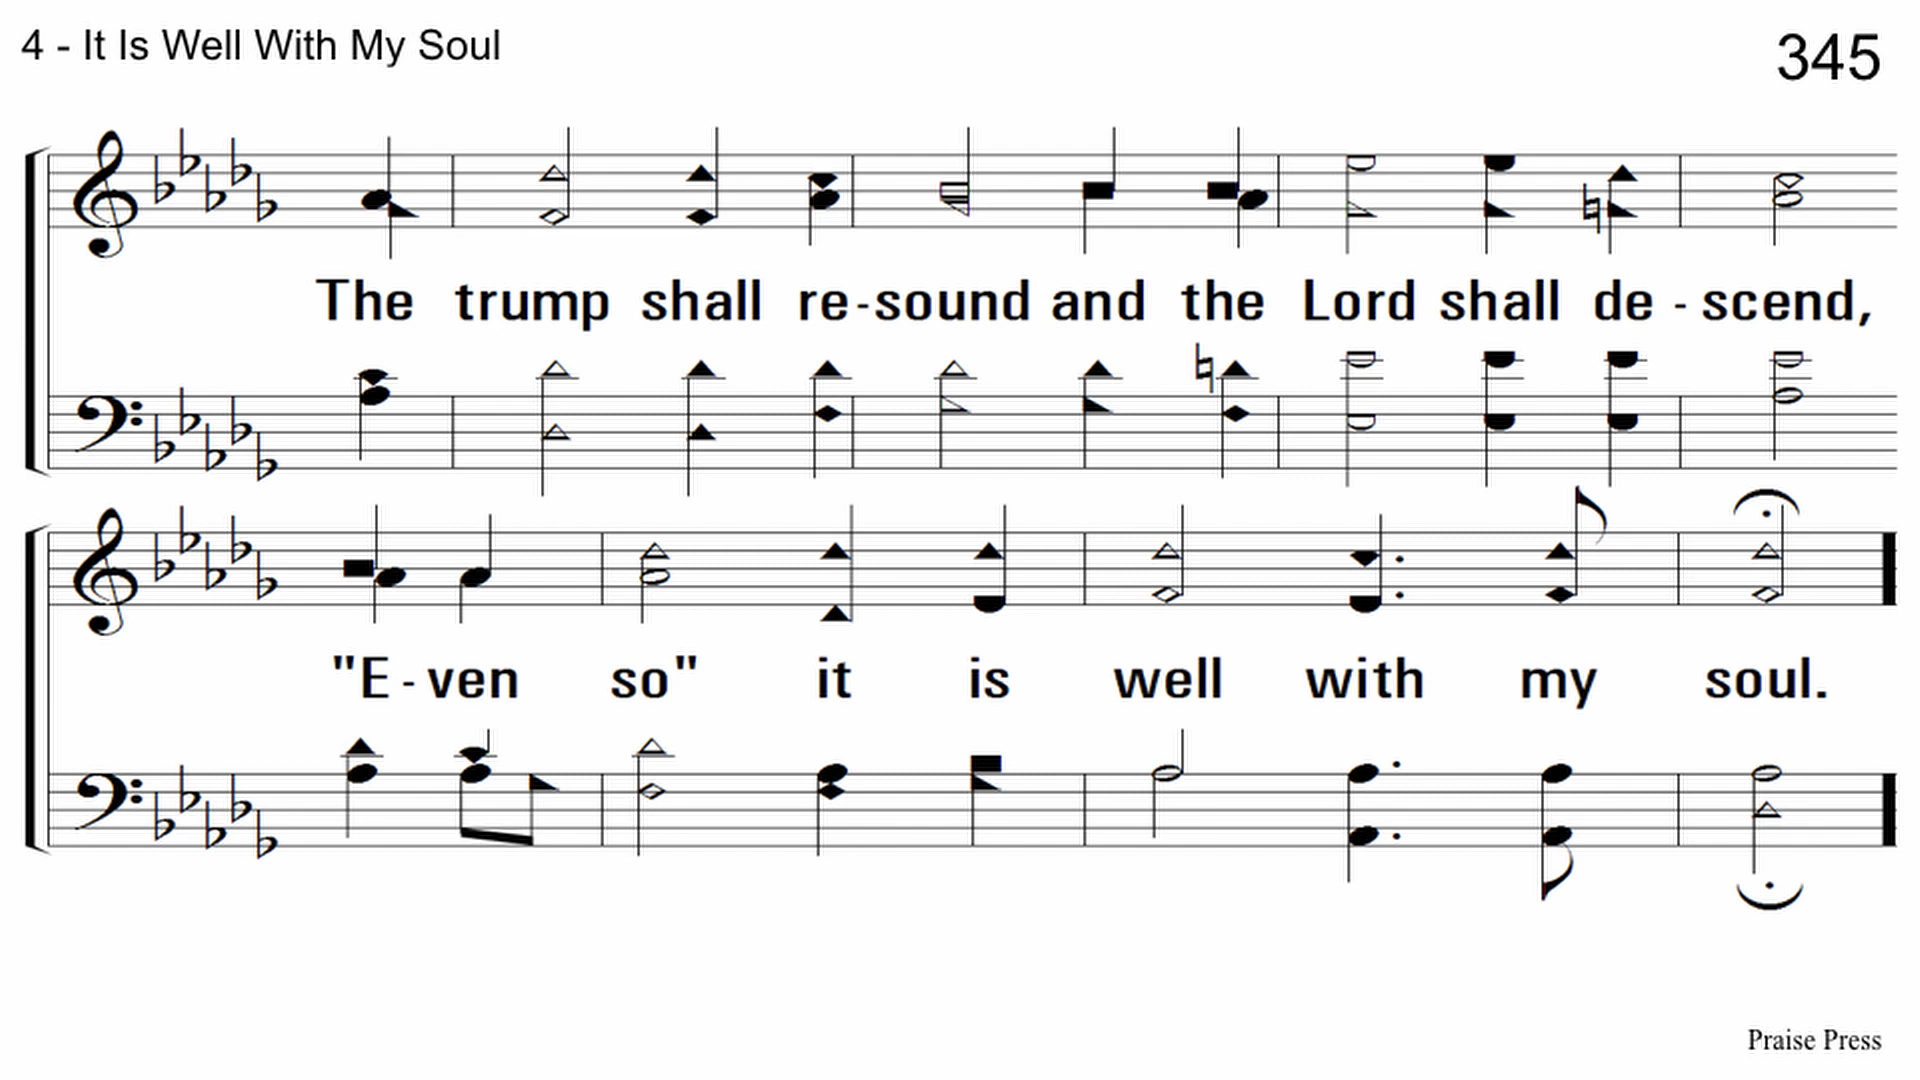 4 - It Is Well With My Soul
345
The trump shall re-sound and the Lord shall de - scend,
"E - ven so" it is well with my soul.
Praise Press